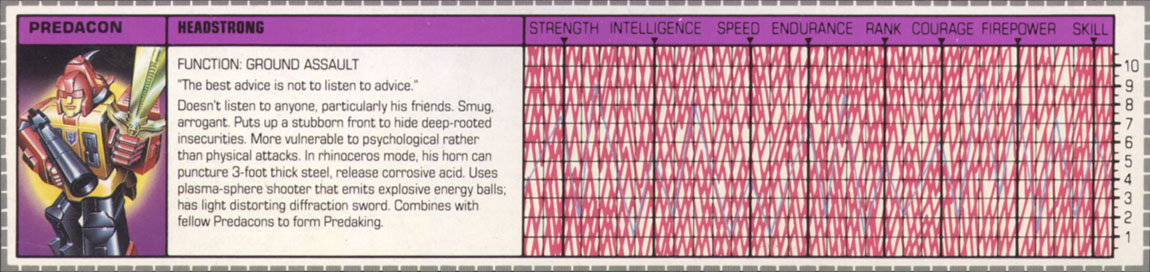 PREDACON
HEADSTRONG
FUNCTION: GROUND ASSAULT
"The best advice is not to listen to advice."
Doesn't listen to anyone, particularly his friends. Smug,
arrogant. Puts up a stubborn front to hide deep-rooted
insecurities. More vulnerable to psychological rather
than physical attacks. In rhinoceros mode, his horn can
puncture 3-foot thick steel, release corrosive acid. Uses
plasma-sphere shooter that emits explosive energy balls;
has light distorting diffraction sword. Combines with
fellow Predacons to form Predaking.
STRENGTH INTELLIGENCE SPEED ENDURANCE RANK COURAGE FIREPOWER SKILL
10
9
8
7
6
5
4
3
2
1